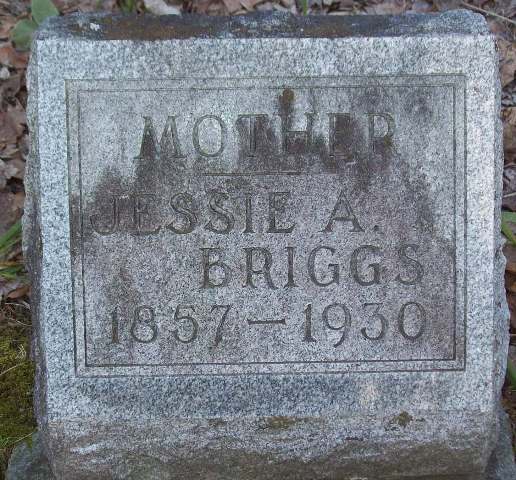 MOTHER
JESSIE A.
BRIGGS
1857-1930